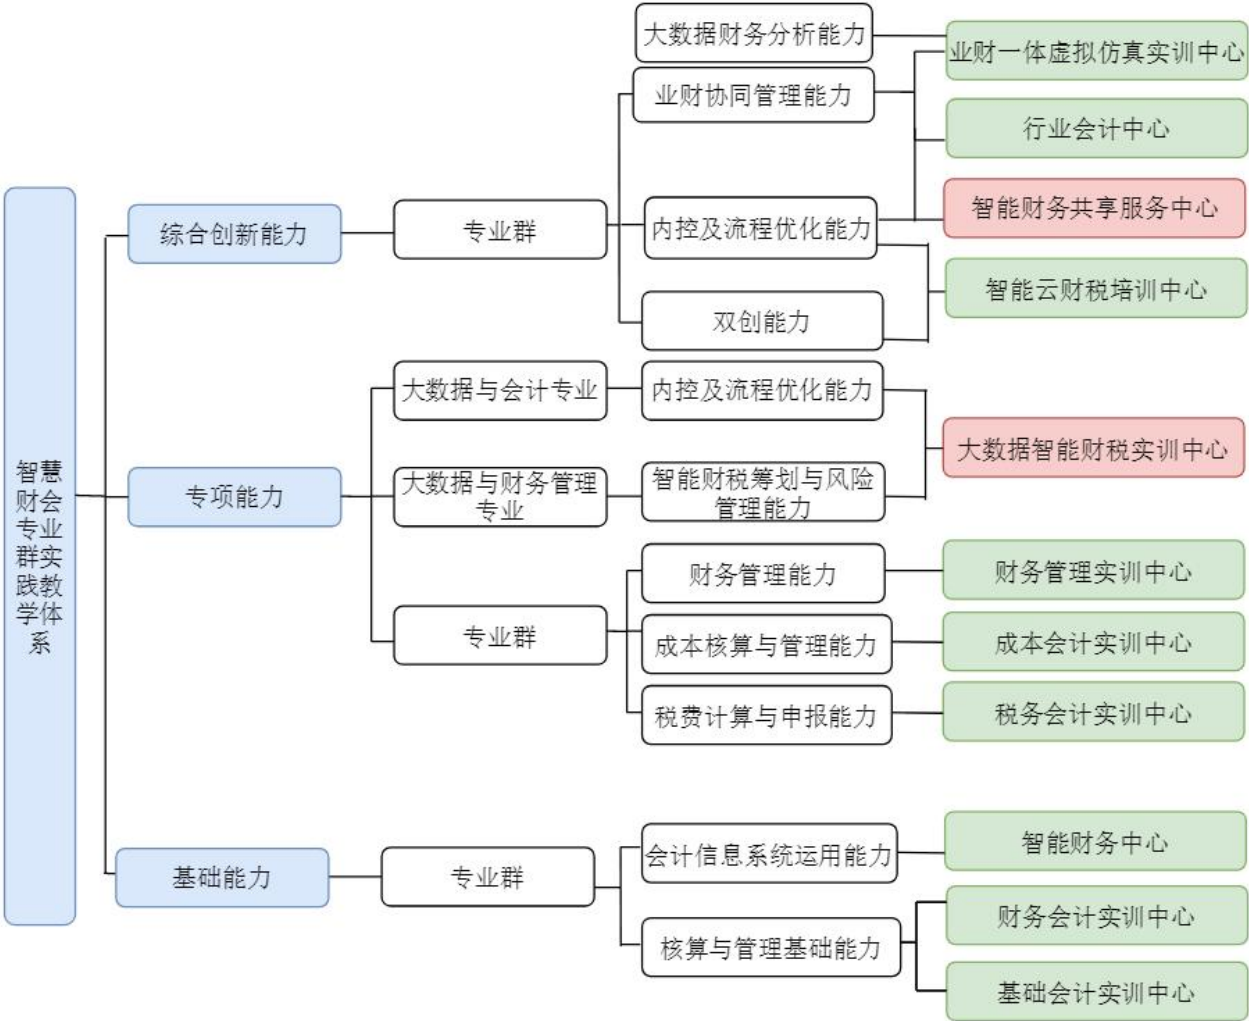 大数据财务分析能力
业财一体虚拟仿真实训中心
业财协同管理能力
行业会计中心
智能财务共享服务中心
综合创新能力
专业群
内控及流程优化能力
智能云财税培训中心
双创能力
大数据与会计专业
内控及流程优化能力
大数据智能财税实训中心
智慧
财会
专业
群实
践教
学体
系
专项能力
大数据与财务管理
专业
智能财税筹划与风险
管理能力
财务管理能力
财务管理实训中心
专业群
成本核算与管理能力
成本会计实训中心
税费计算与申报能力
税务会计实训中心
会计信息系统运用能力
智能财务中心
基础能力
专业群
财务会计实训中心
核算与管理基础能力
基础会计实训中心